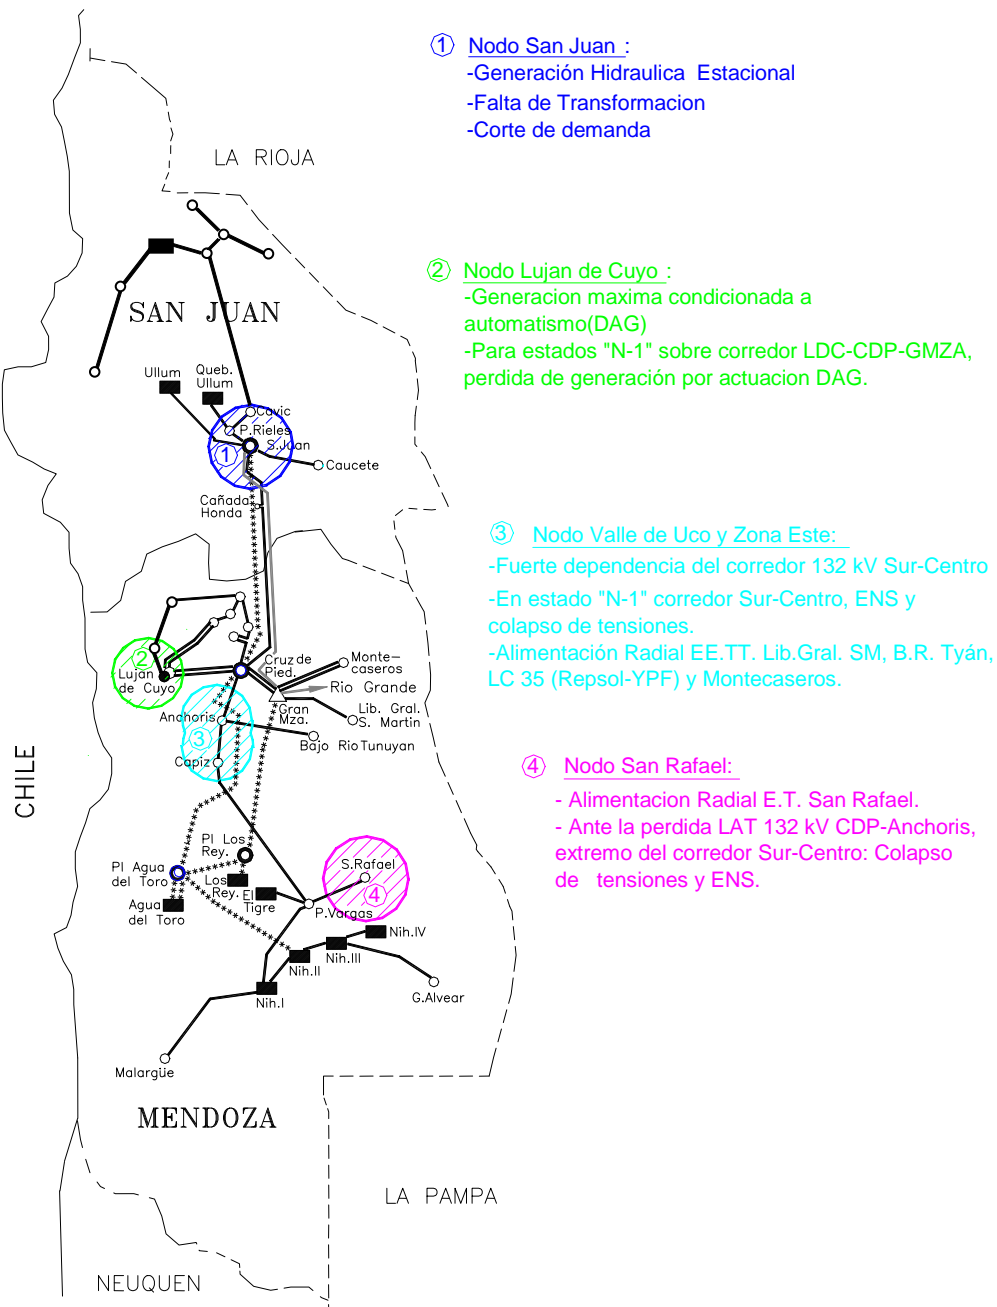 1 Nodo San Juan :
-Generación Hidraulica Estacional
-Falta de Transformacion
-Corte de demanda
LA RIOJA
2 Nodo Lujan de Cuyo :
-Generacion maxima condicionada a
automatismo(DAG)
-Para estados "N-1" sobre corredor LDC-CDP-GMZA,
perdida de generación por actuacion DAG.
SAN JUAN
Ullum
Queb.
Ullum
Cavic
P.Rieles
S.Juan
1
Caucete
Cañada
Honda
3 Nodo Valle de Uco y Zona Este:
-Fuerte dependencia del corredor 132 kV Sur-Centro
-En estado "N-1" corredor Sur-Centro, ENS y
colapso de tensiones.
-Alimentación Radial EE.TT. Lib.Gral. SM, B.R. Tyán,
LC 35 (Repsol-YPF) y Montecaseros.
2
Lujan
de Cuyo
Cruz de
Pied.
Monte-
caseros
Rio Grande
Gran
Mza.
Lib. Gral.
S. Martin
Anchoris
3
Bajo Rio Tunuyan
Capiz
CHILE
4 Nodo San Rafael:
- Alimentacion Radial E.T. San Rafael.
- Ante la perdida LAT 132 kV CDP-Anchoris,
extremo del corredor Sur-Centro: Colapso
de tensiones y ENS.
PI Los
Rey.
PI Agua
del Toro
Los
Rey.
El
Tigre
S.Rafael
4
Agua
del Toro
P.Vargas
Nih.IV
Nih.III
Nih.II
Nih.I
G.Alvear
Malargüe
MENDOZA
LA PAMPA
NEUQUEN